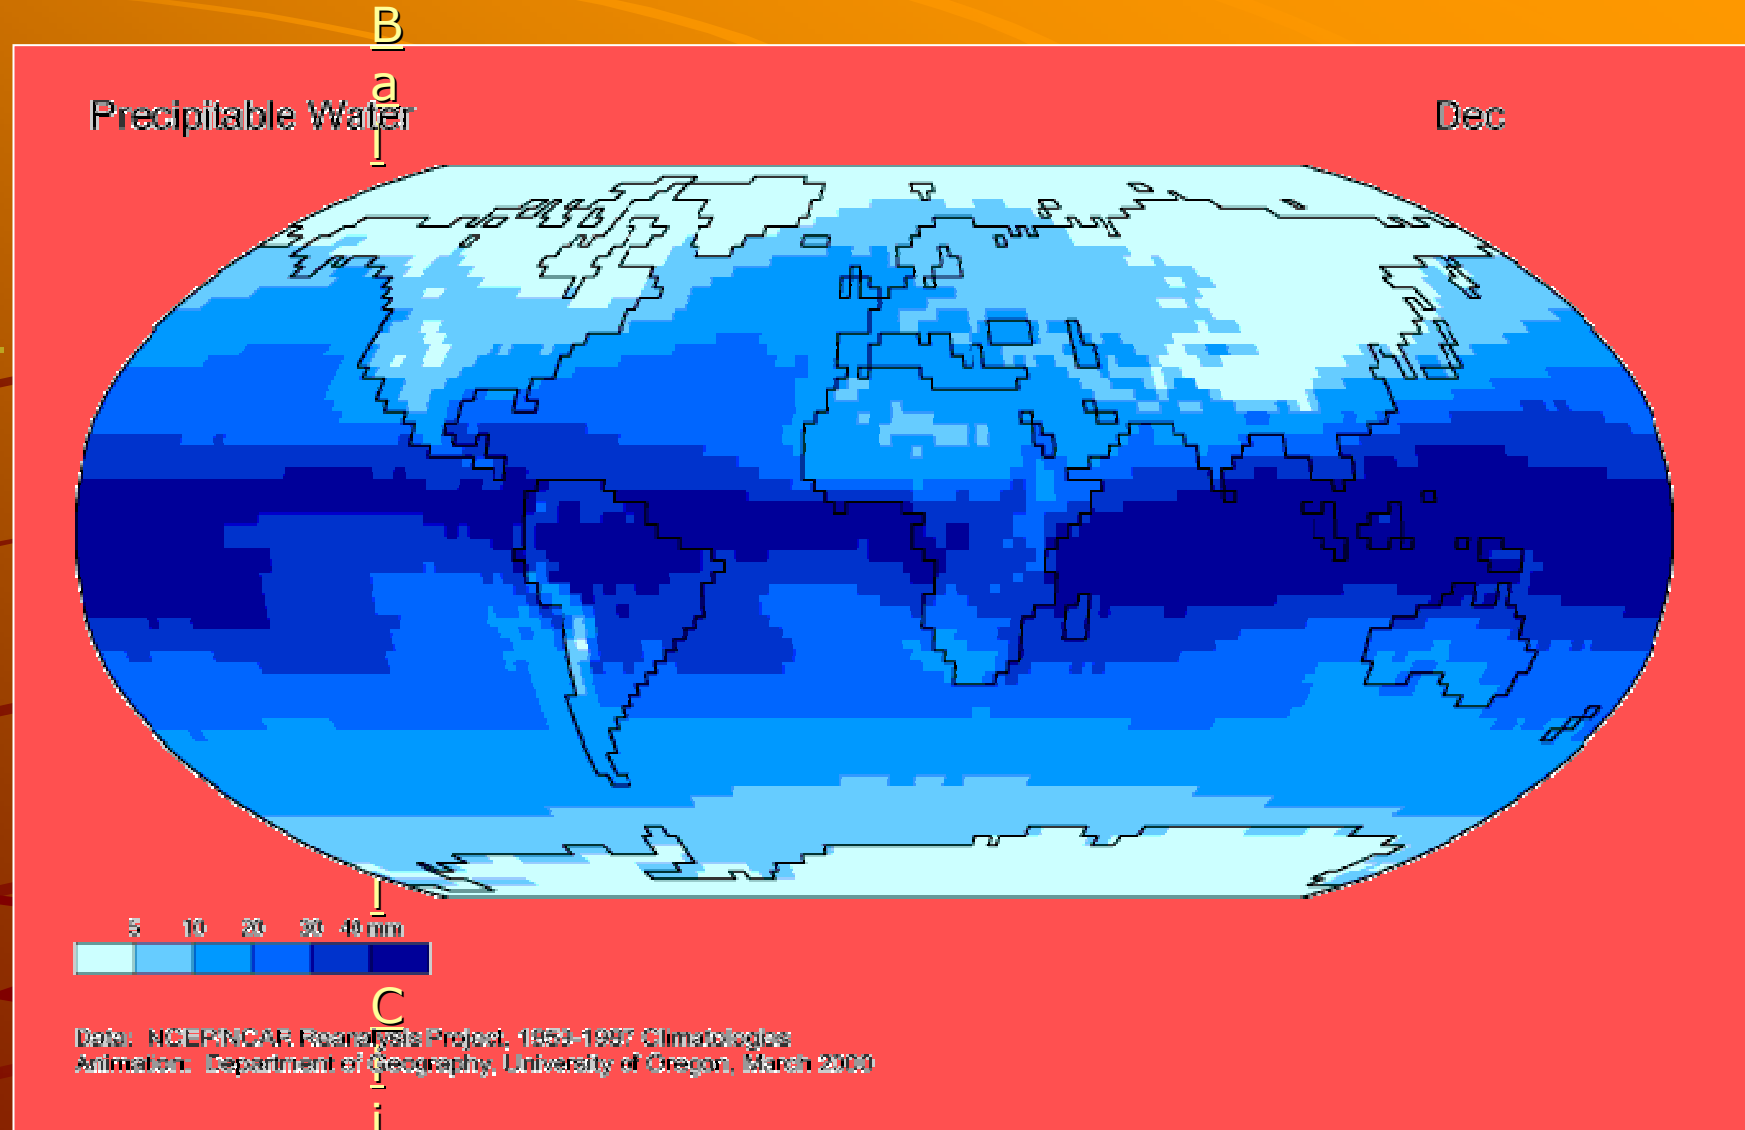 B
a
l
Precipitable Water
Dec
l
5 10 20 30 40 mm
C
Data: NCEP/NCAR Reanalysis Project, 1959-1997 Climatologies
Animation: Department of Geography, University of Oregon, March 2000
i